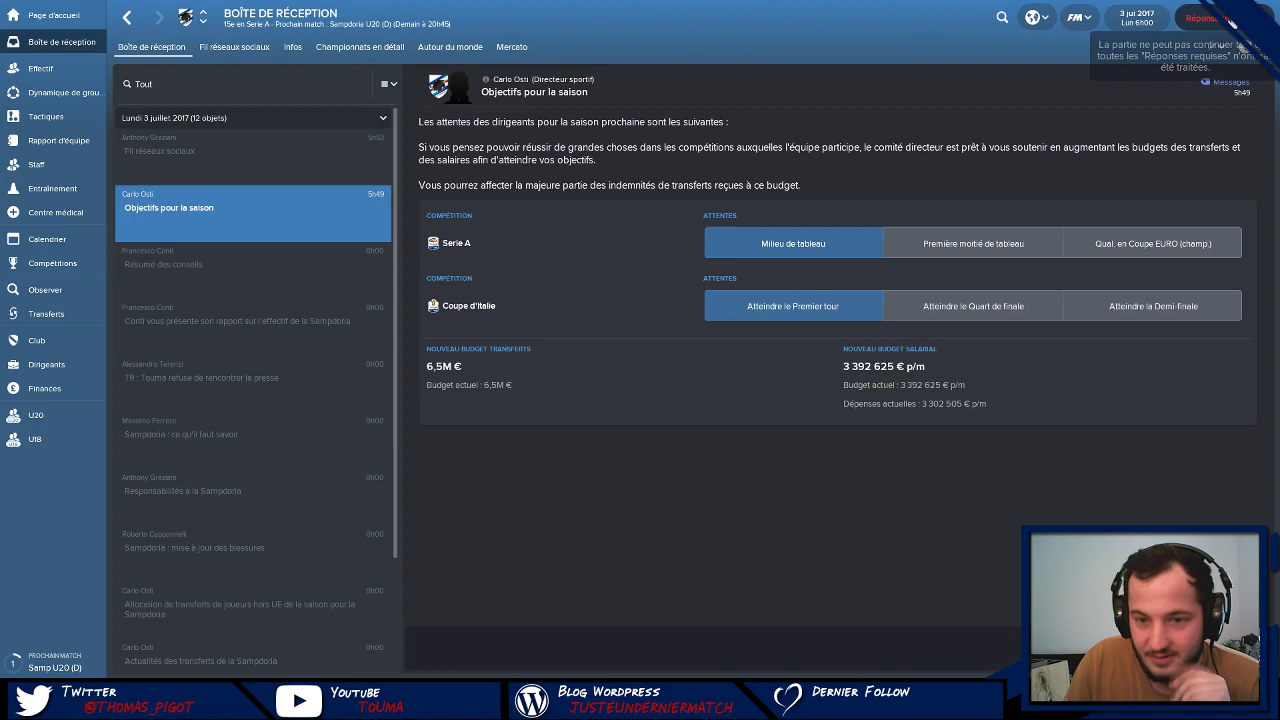 Page d'accueil
Boîte de réception
Effectif
Dynamique de grou...
Tactiques
Rapport d'équipe
Staff
Entraînement
Centre médical
Calendrier
Compétitions
Observer
Transferts
Club
Dirigeants
Finances
U20
U18
1
PROCHAIN MATCH
Samp U20 (D)
BOÎTE DE RÉCEPTION
15e en Serie A - Prochain match : Sampdoria U20 (D) (Demain à 20h45)
FM
3 jui 2017
Lun 6h00
La partie ne peut pas continuer
toutes les "Réponses requises" n'ont
été traitées.
Boîte de réception
Fil réseaux sociaux
Infos
Championnats en détail
Autour du monde
Mercato
Tout
Lundi 3 juillet 2017 (12 objets)
Anthony Graziani 5h53
Fil réseaux sociaux
Carlo Osti 5h49
Objectifs pour la saison
Francesco Conti 0h00
Résumé des conseils
Francesco Conti 0h00
Conti vous présente son rapport sur l'effectif de la Sampdoria
Alessandro Terenzi 0h00
TR : Touma refuse de rencontrer la presse
Massimo Ferrero 0h00
Sampdoria : ce qu'il faut savoir
Anthony Graziani 0h00
Responsabilités à la Sampdoria
Roberto Cappannelli 0h00
Sampdoria : mise à jour des blessures
Carlo Osti 0h00
Allocation de transferts de joueurs hors UE de la saison pour la
Sampdoria
Carlo Osti 0h00
Actualités des transferts de la Sampdoria
Carlo Osti (Directeur sportif)
Objectifs pour la saison
Messages
5h49
Les attentes des dirigeants pour la saison prochaine sont les suivantes :
Si vous pensez pouvoir réussir de grandes choses dans les compétitions auxquelles l'équipe participe, le comité directeur est prêt à vous soutenir en augmentant les budgets des transferts et
des salaires afin d'atteindre vos objectifs.
Vous pourrez affecter la majeure partie des indemnités de transferts reçues à ce budget.
COMPÉTITION ATTENTES
Serie A Milieu de tableau Première moitié de tableau Qual. en Coupe EURO (champ.)
COMPÉTITION ATTENTES
Coupe d'Italie Atteindre le Premier tour Atteindre le Quart de finale Atteindre la Demi-finale
NOUVEAU BUDGET TRANSFERTS NOUVEAU BUDGET SALARIAL
6,5M € 3 392 625 € p/m
Budget actuel : 6,5M € Budget actuel : 3 392 625 € p/m
Dépenses actuelles : 3 302 505 € p/m
Twitter
@Thomas_Pigot
Youtube
Touma
Blog Wordpress
JusteUnDernierMatch
Dernier Follow